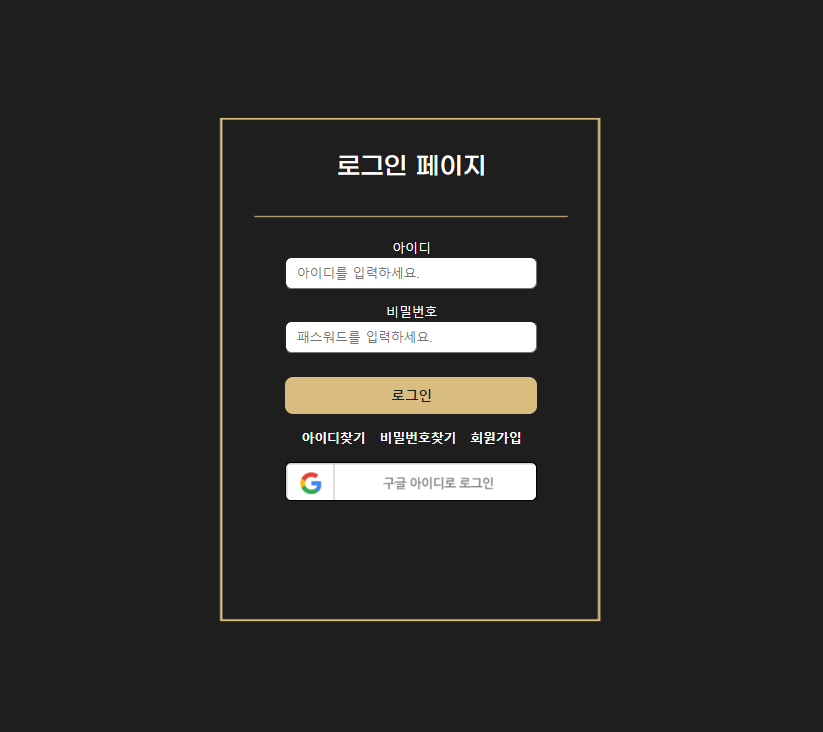 로그인 페이지
아이디
아이디를 입력하세요.
비밀번호
패스워드를 입력하세요.
로그인
아이디찾기 비밀번호찾기 회원가입
구글 아이디로 로그인